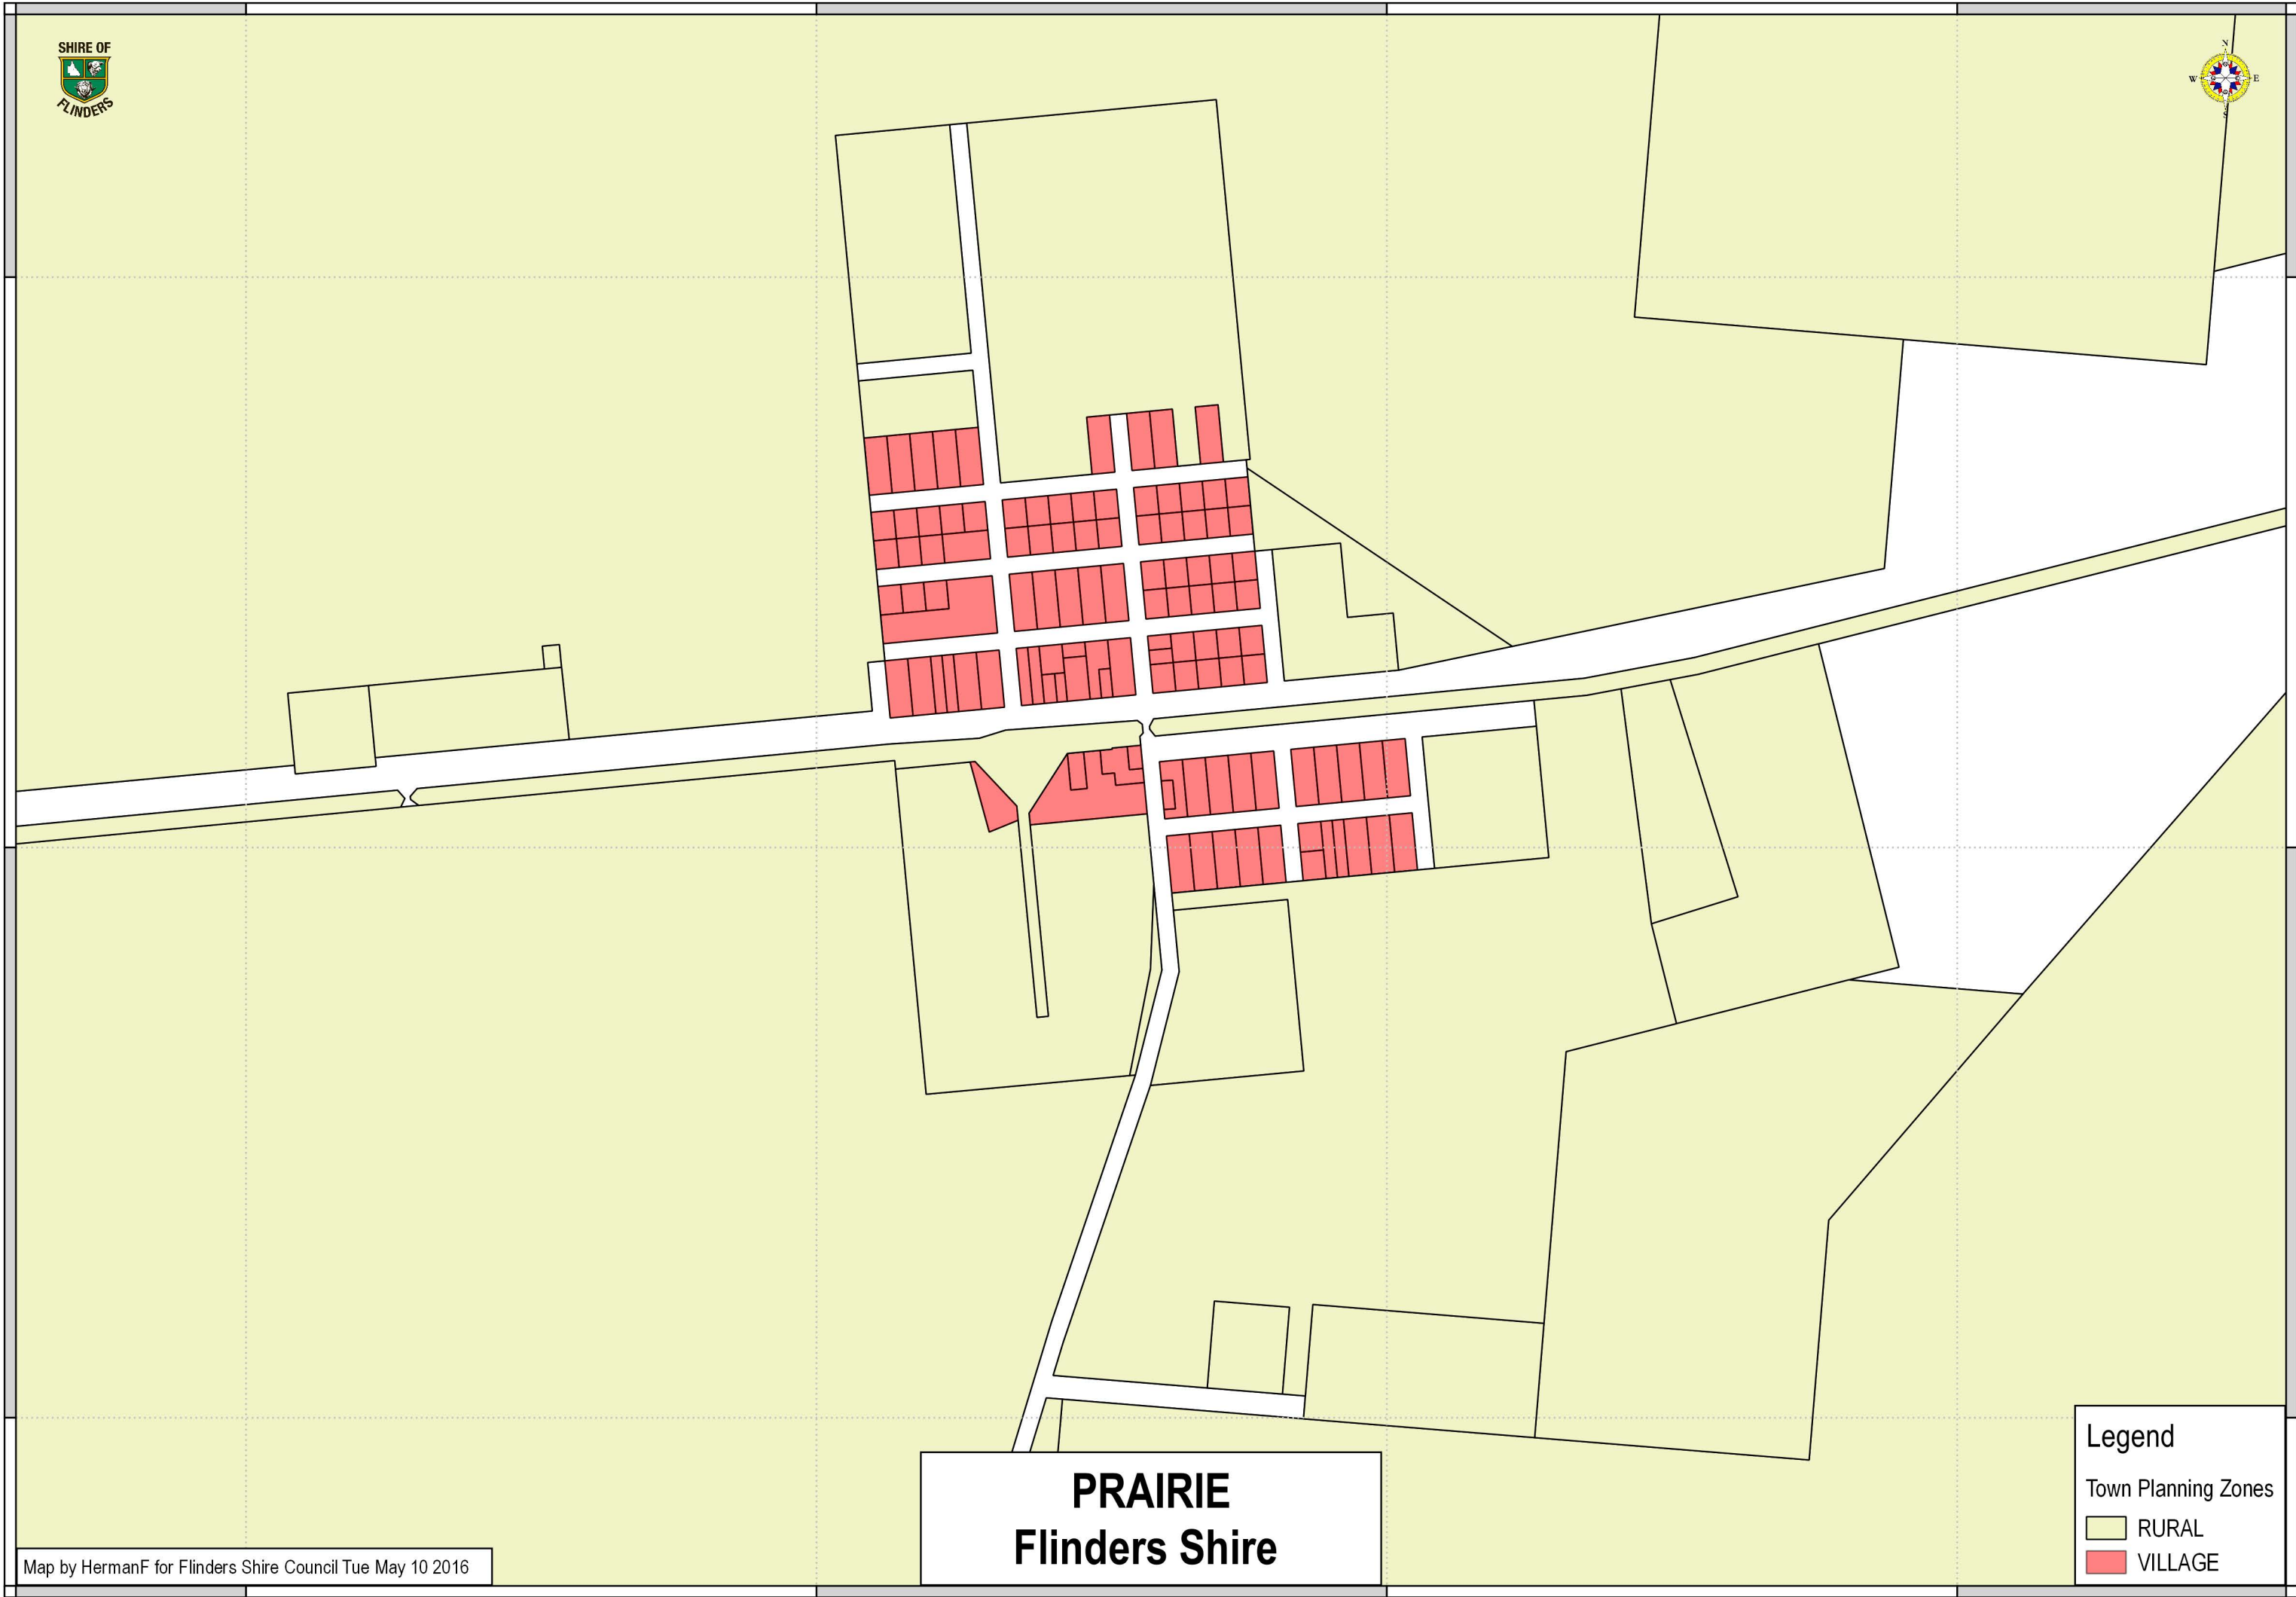 SHIRE OF
FLINDERS
N
W
E
S
PRAIRIE
Flinders Shire
Legend
Town Planning Zones
RURAL
VILLAGE
Map by HermanF for Flinders Shire Council Tue May 10 2016